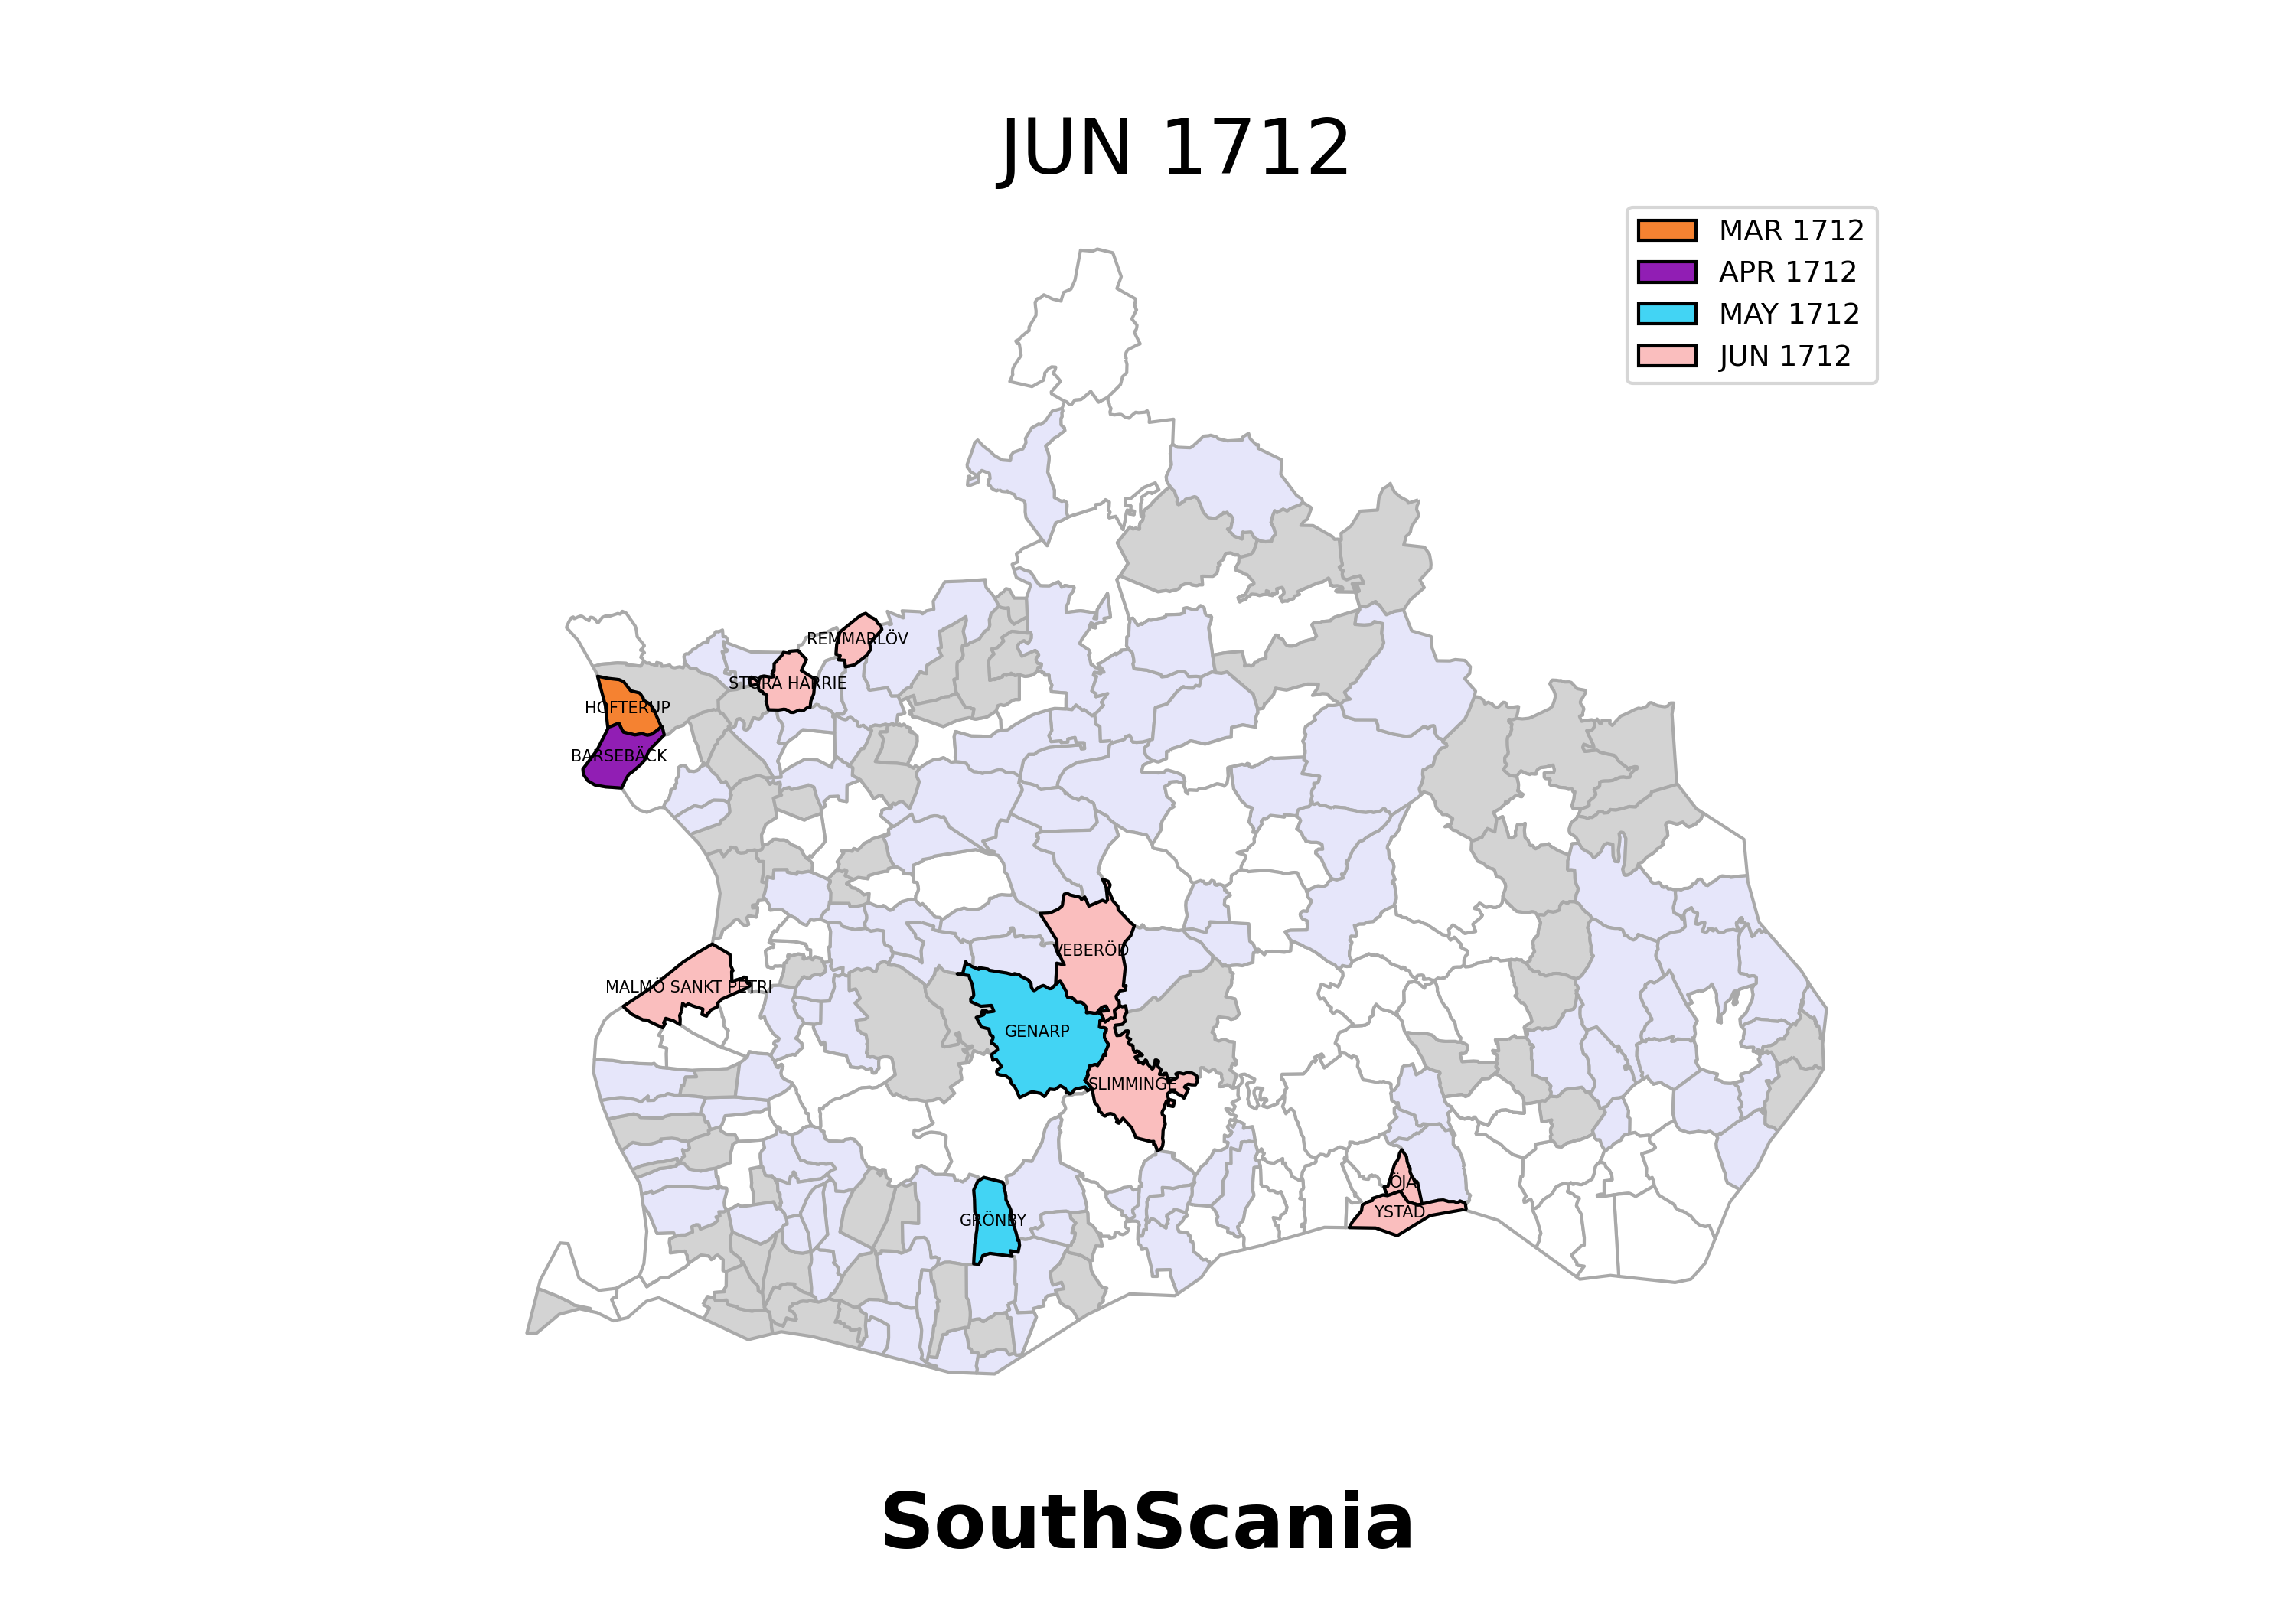 JUN 1712
MAR 1712
APR 1712
MAY 1712
JUN 1712
REMMARLÖV
STORA HARRIE
HOFTERUP
BARSEBÄCK
VEBERÖD
MALMÖ SANKT PETRI
GENARP
SLIMMINGE
ÖJA
YSTAD
GRÖNBY
SouthScania